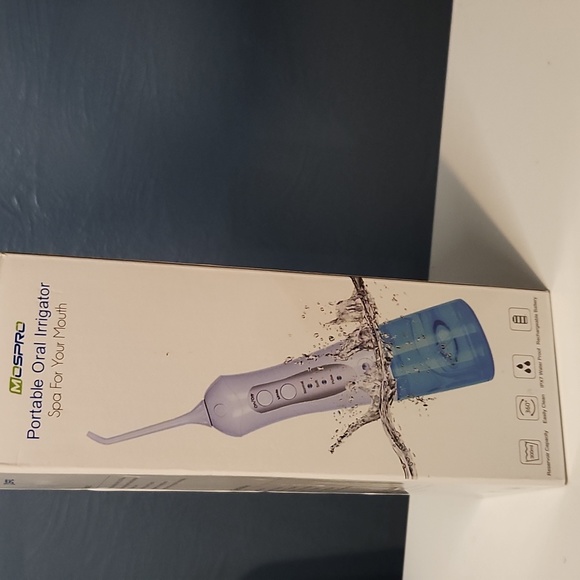 MOSPRO
Portable Oral Irrigator
Spa For Your Mouth
Reservoir Capacity
Easily Clean
IPX7 Water Proof
Rechargeable Battery
360°